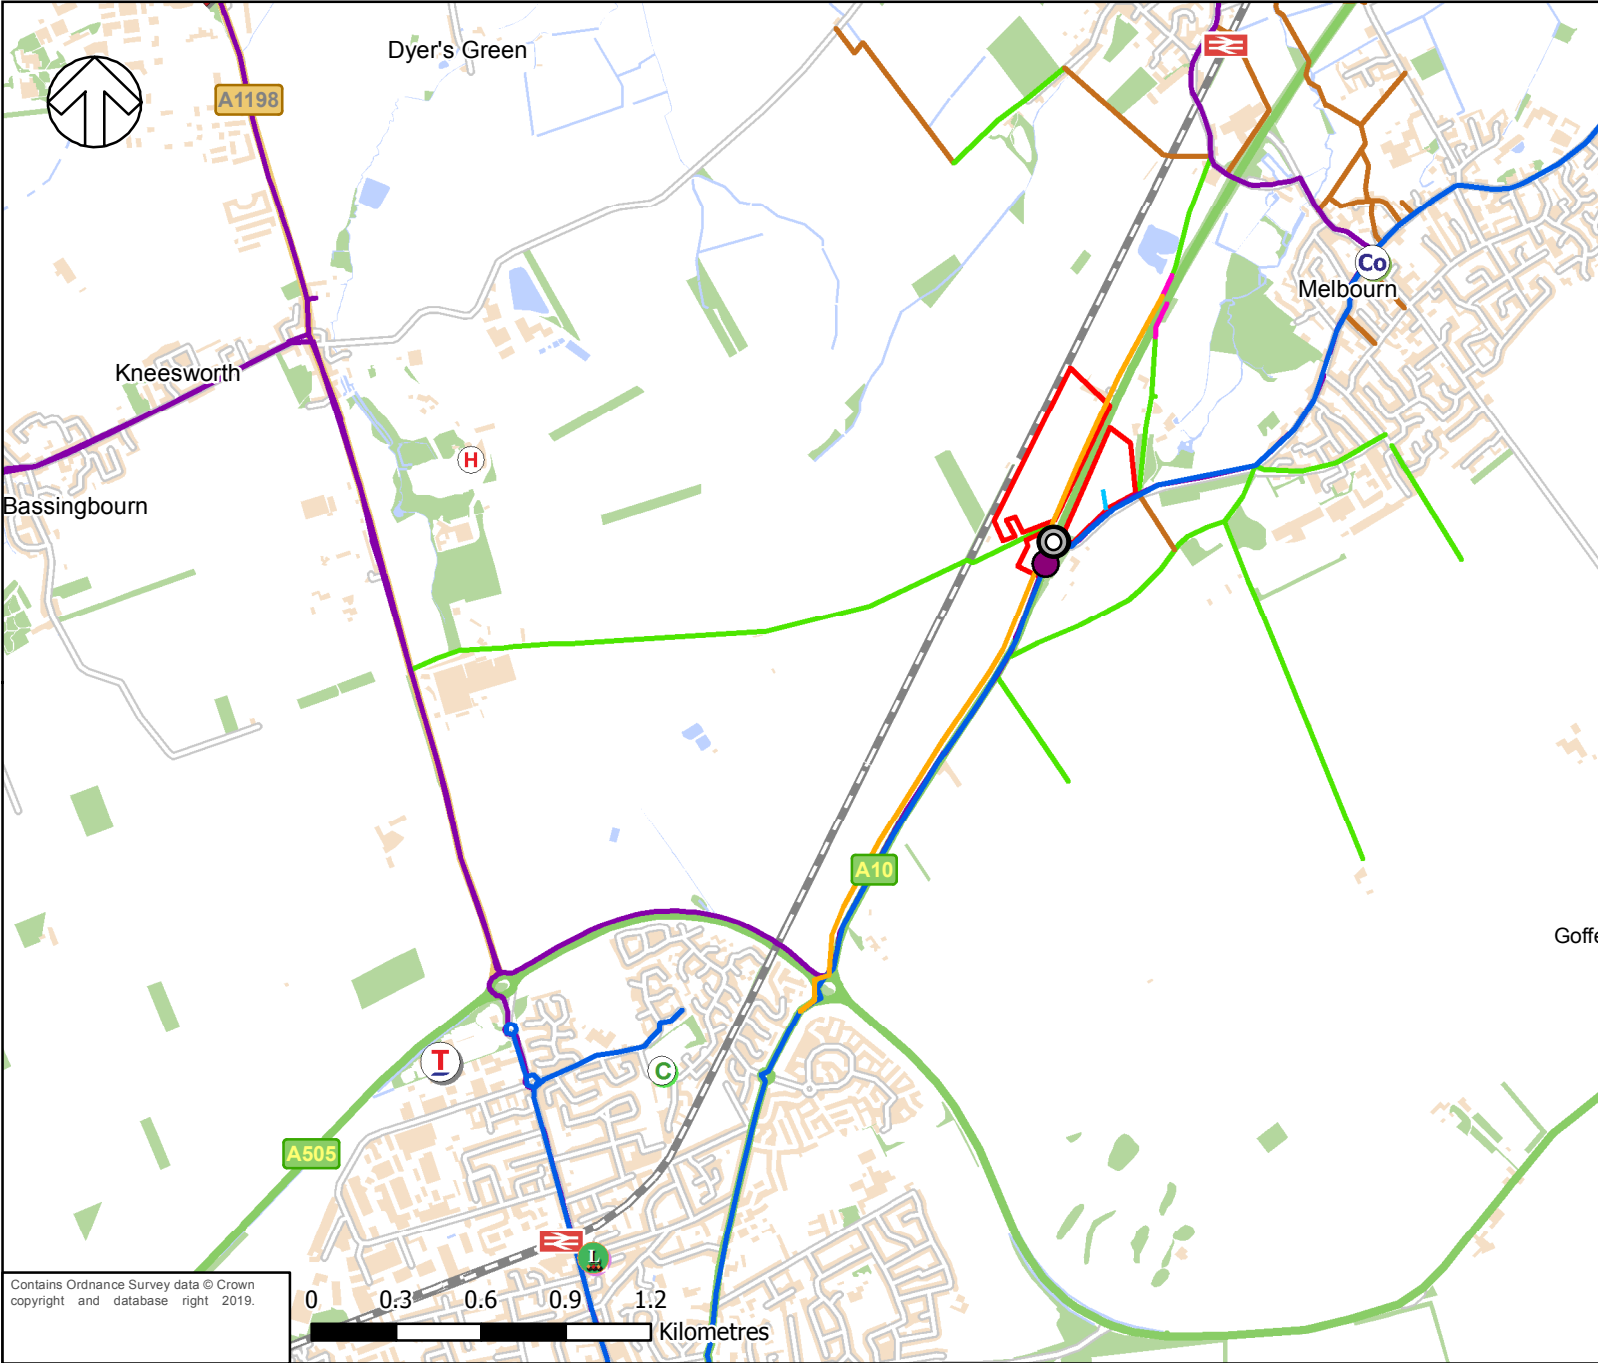 Dyer's Green
A1198
Co
Melbourn
Kneesworth
H
Bassingbourn
A10
Goffe
T
C
A505
L
Contains Ordnance Survey data © Crown
copyright and database right 2019.
0 0.3 0.6 0.9 1.2
Kilometres